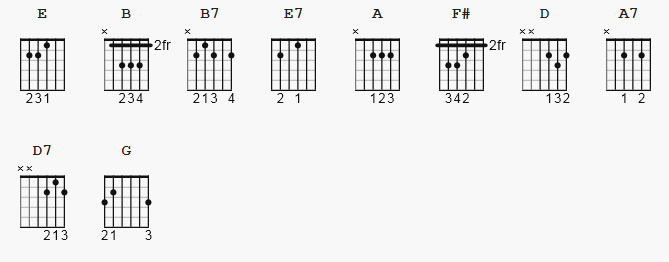 E B B7 E7 A F# D A7
× × × × ×× ×
2fr 2fr
231 234 213 4 2 1 123 342 132 1 2
D7 G
××
213 21 3